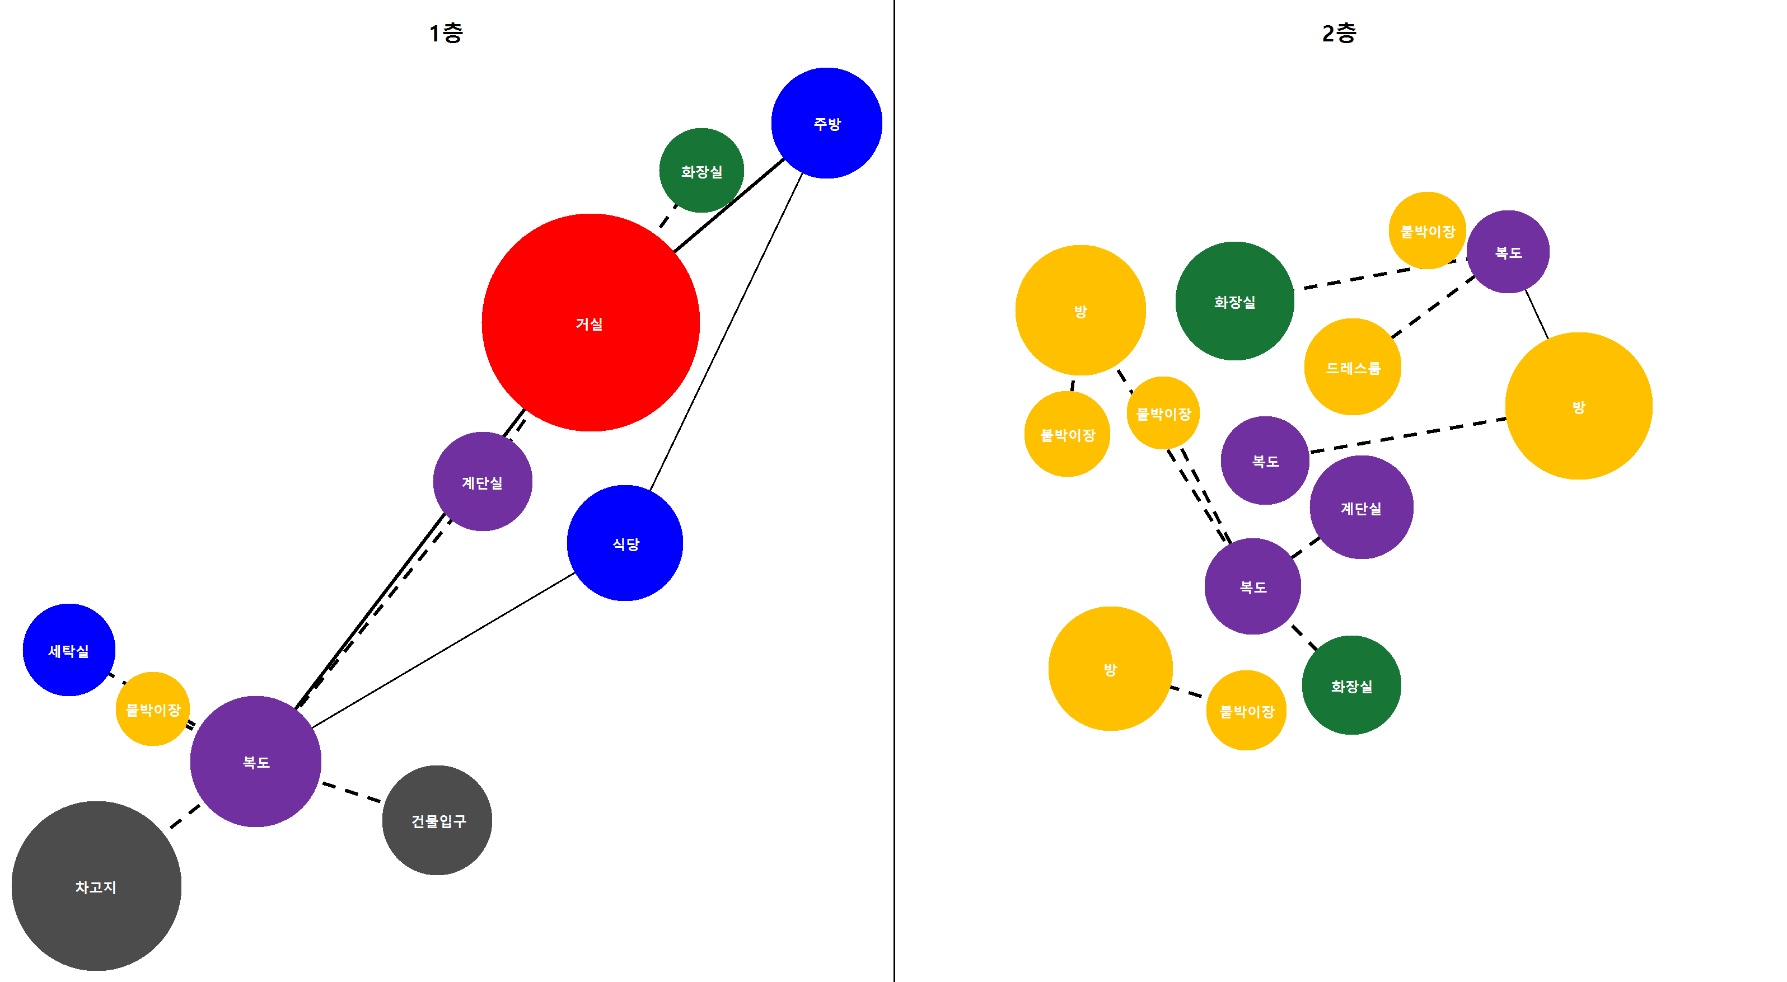 1층
주방
화장실
거실
계단실
식당
세탁실
붙박이장
복도
건물입구
차고지
2층
붙박이장
복도
방
화장실
드레스룸
방
붙박이장
붙박이장
복도
계단실
복도
방
화장실
붙박이장